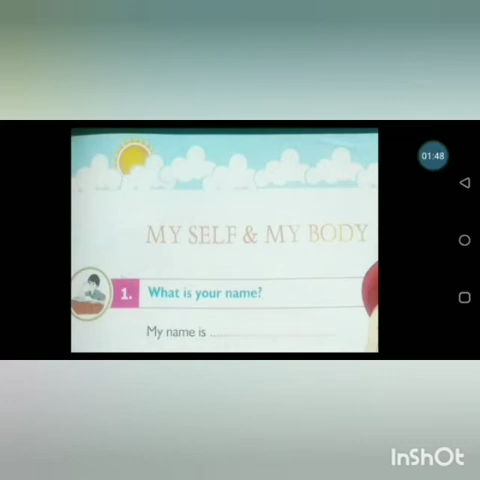 01:48
MY SELF & MY BODY
1. What is your name?
My name is ....................
InShOt